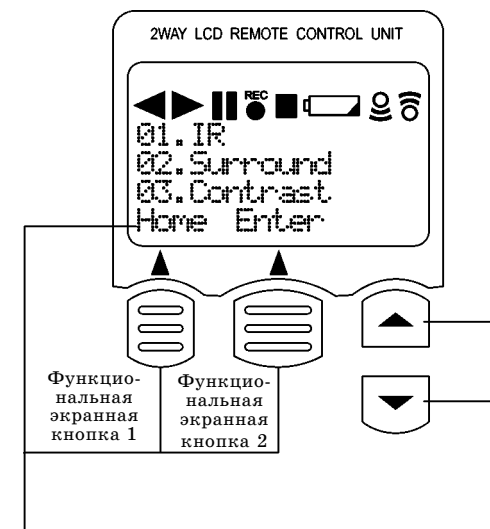 2WAY LCD REMOTE CONTROL UNIT
REC
01.IR
02.Surround
03.Contrast
Home Enter
Функцио-
нальная
экранная
кнопка 1
Функцио-
нальная
экранная
кнопка 2